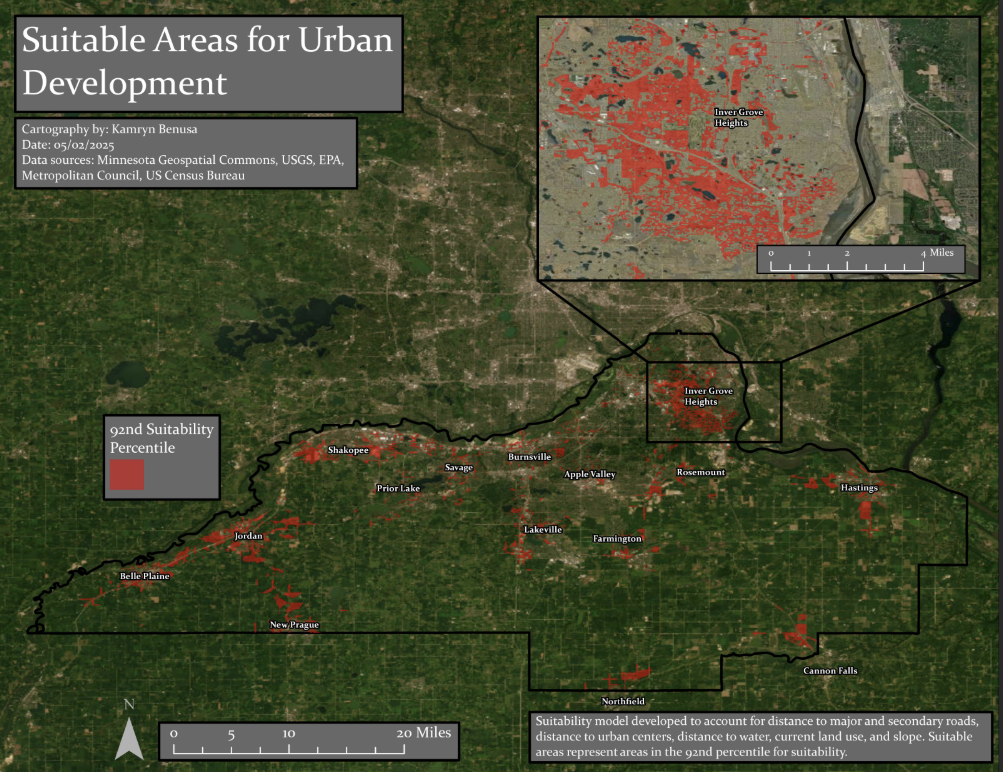 Suitable Areas for Urban
Development
Cartography by: Kamryn Benusa
Date: 05/02/2025
Data sources: Minnesota Geospatial Commons, USGS, EPA,
Metropolitan Council, US Census Bureau
Inver Grove
Heights
0 1 2 4 Miles
92nd Suitability
Percentile
Inver Grove
Heights
Shakopee
Savage
Burnsville
Apple Valley
Rosemount
Prior Lake
Hastings
Jordan
Lakeville
Farmington
Belle Plaine
New Prague
Cannon Falls
Northfield
N
0 5 10 20 Miles
Suitability model developed to account for distance to major and secondary roads,
distance to urban centers, distance to water, current land use, and slope. Suitable
areas represent areas in the 92nd percentile for suitability.